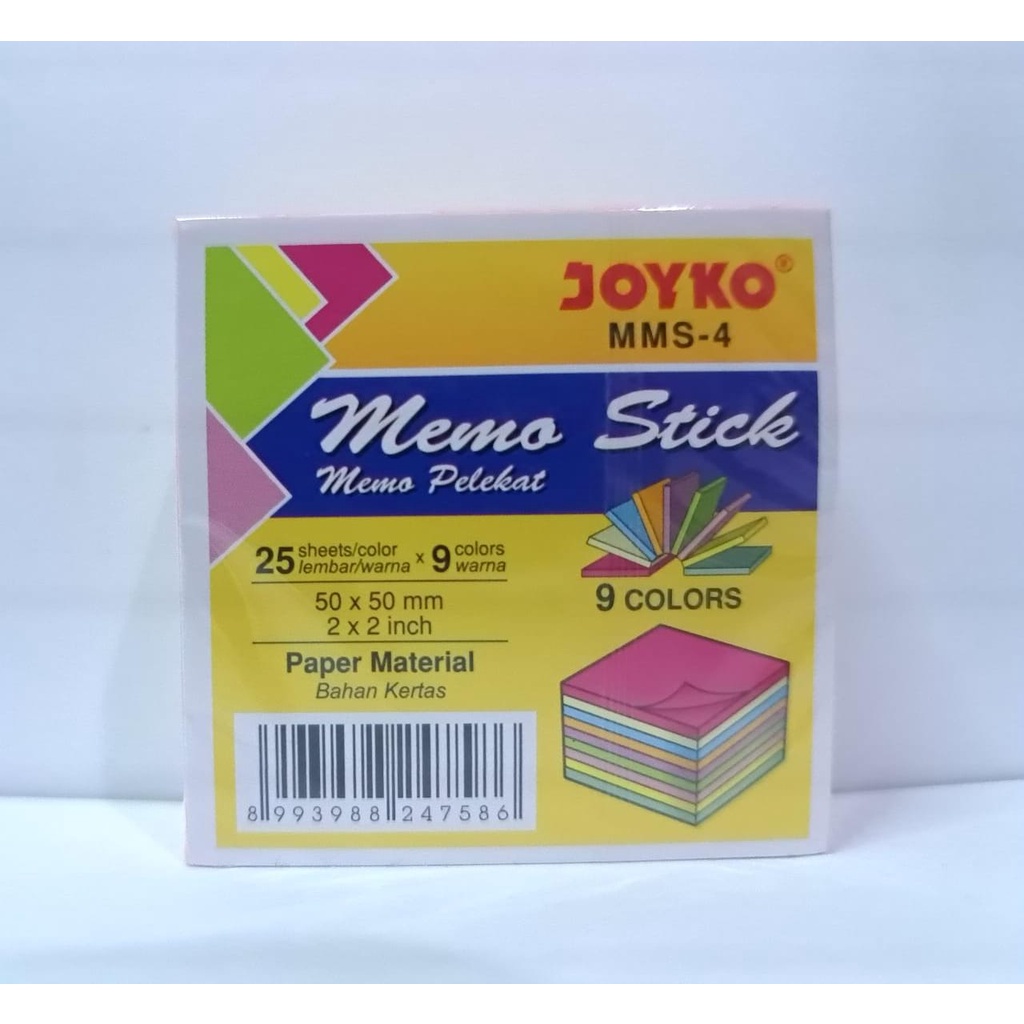 JOYKO®
MMS-4
Memo Stick
Memo Pelekat
25 sheets/color x 9 colors
lembar/warna warna
50 x 50 mm
2 x 2 inch
Paper Material
Bahan Kertas
9 COLORS
8 993988 247586